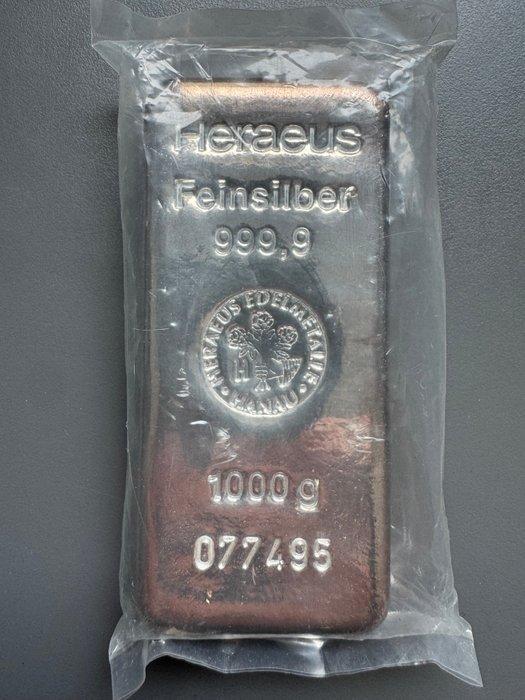 Heraeus
Feinsilber
999,9
HERAEUS EDELMETALLE
HANAU
H
1000 g
077495